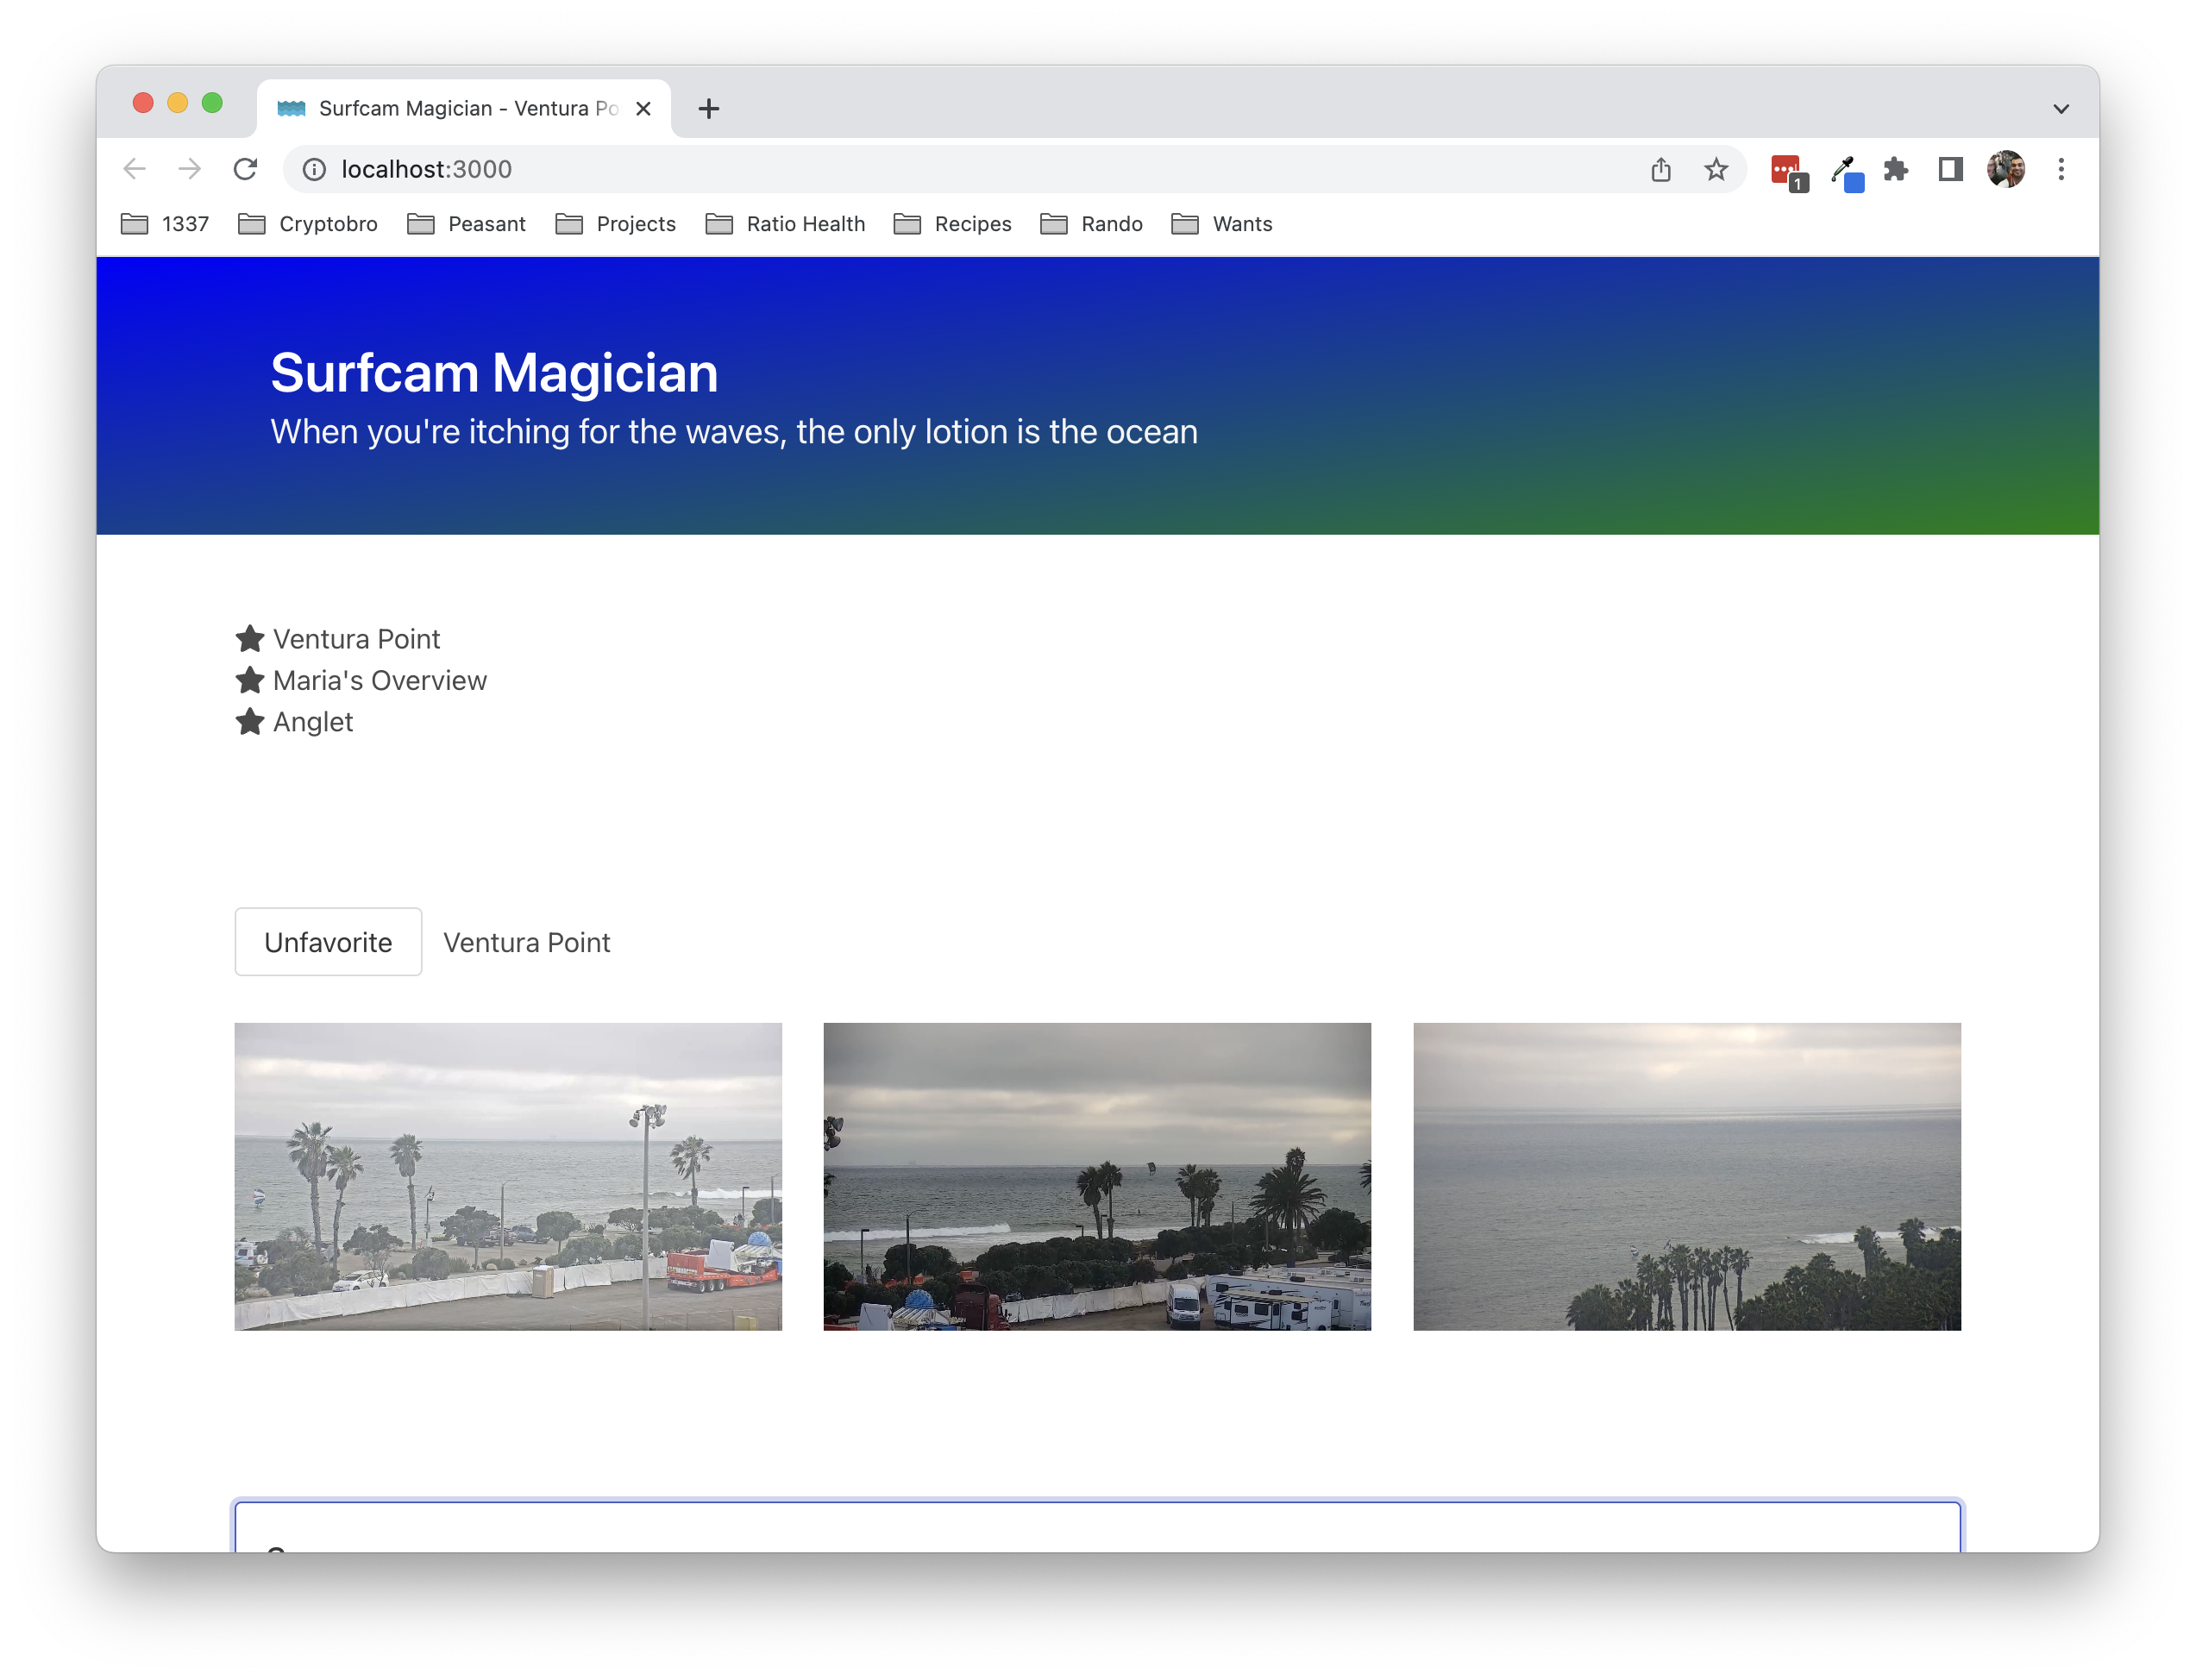 Surfcam Magician - Ventura Po
localhost:3000
1
1337 Cryptobro Peasant Projects Ratio Health Recipes Rando Wants
Surfcam Magician
When you're itching for the waves, the only lotion is the ocean
Ventura Point
Maria's Overview
Anglet
Unfavorite Ventura Point